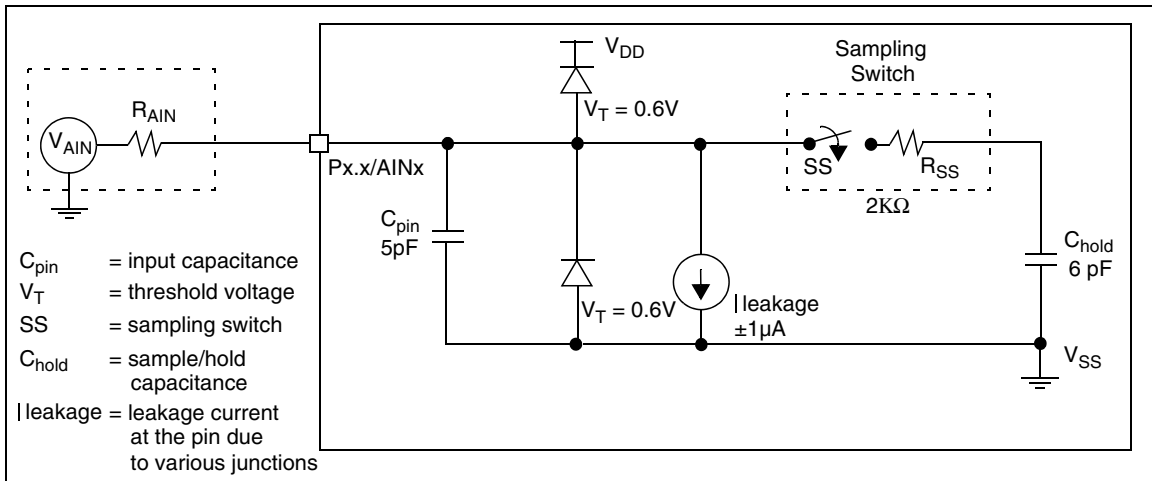 V_DD
Sampling
Switch
R_AIN
V_T = 0.6V
V_AIN
Px.x/AINx
SS
R_SS
2KΩ
C_pin
5pF
C_hold
6 pF
V_T = 0.6V
I leakage
±1µA
V_SS
C_pin = input capacitance
V_T = threshold voltage
SS = sampling switch
C_hold = sample/hold
capacitance
I leakage = leakage current
at the pin due
to various junctions